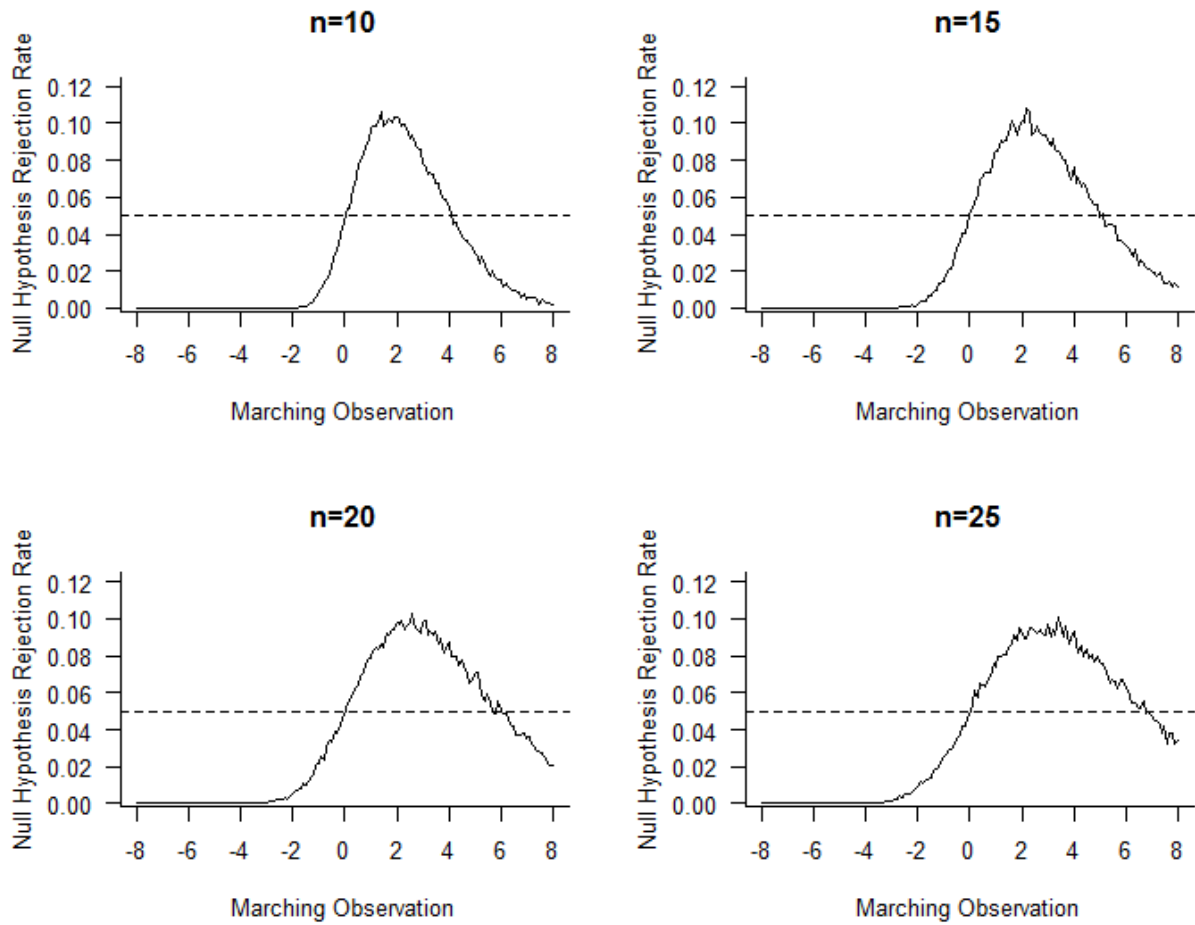 n=10
Null Hypothesis Rejection Rate
0.12
0.10
0.08
0.06
0.04
0.02
0.00
-8 -6 -4 -2 0 2 4 6 8
Marching Observation
n=15
Null Hypothesis Rejection Rate
0.12
0.10
0.08
0.06
0.04
0.02
0.00
-8 -6 -4 -2 0 2 4 6 8
Marching Observation
n=20
Null Hypothesis Rejection Rate
0.12
0.10
0.08
0.06
0.04
0.02
0.00
-8 -6 -4 -2 0 2 4 6 8
Marching Observation
n=25
Null Hypothesis Rejection Rate
0.12
0.10
0.08
0.06
0.04
0.02
0.00
-8 -6 -4 -2 0 2 4 6 8
Marching Observation